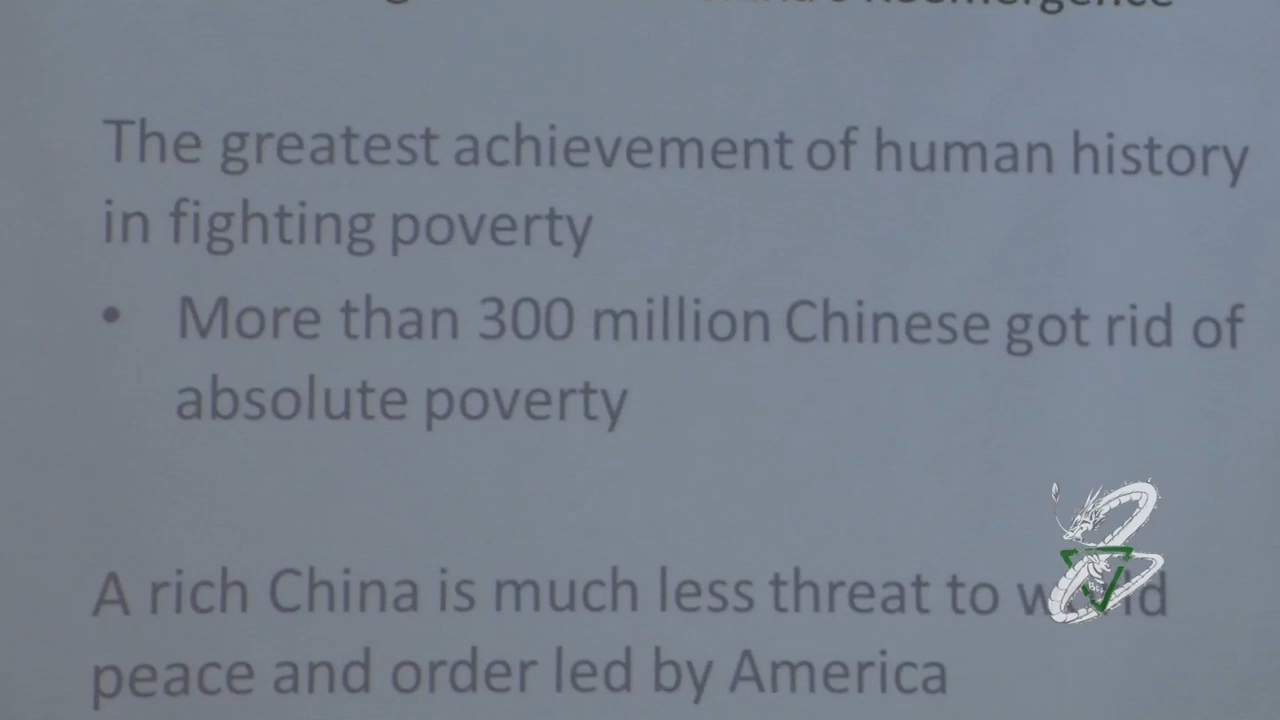 The greatest achievement of human history
in fighting poverty
• More than 300 million Chinese got rid of
absolute poverty
A rich China is much less threat to world
peace and order led by America